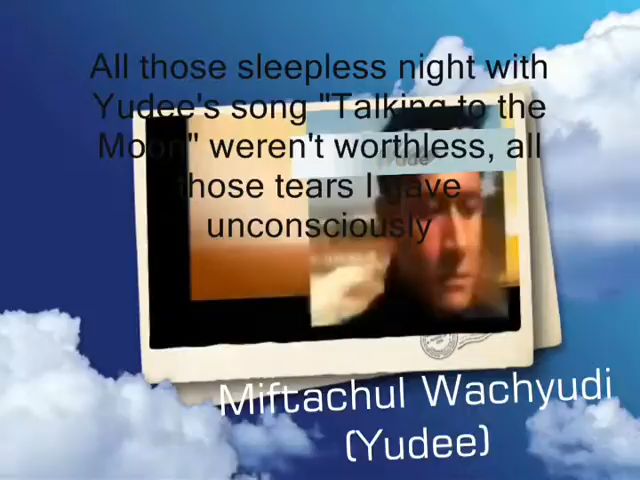 All those sleepless night with
Yudee's song "Talking to the
Moon" weren't worthless, all
those tears I gave
unconsciously
Miftachul Wachyudi
(Yudee)